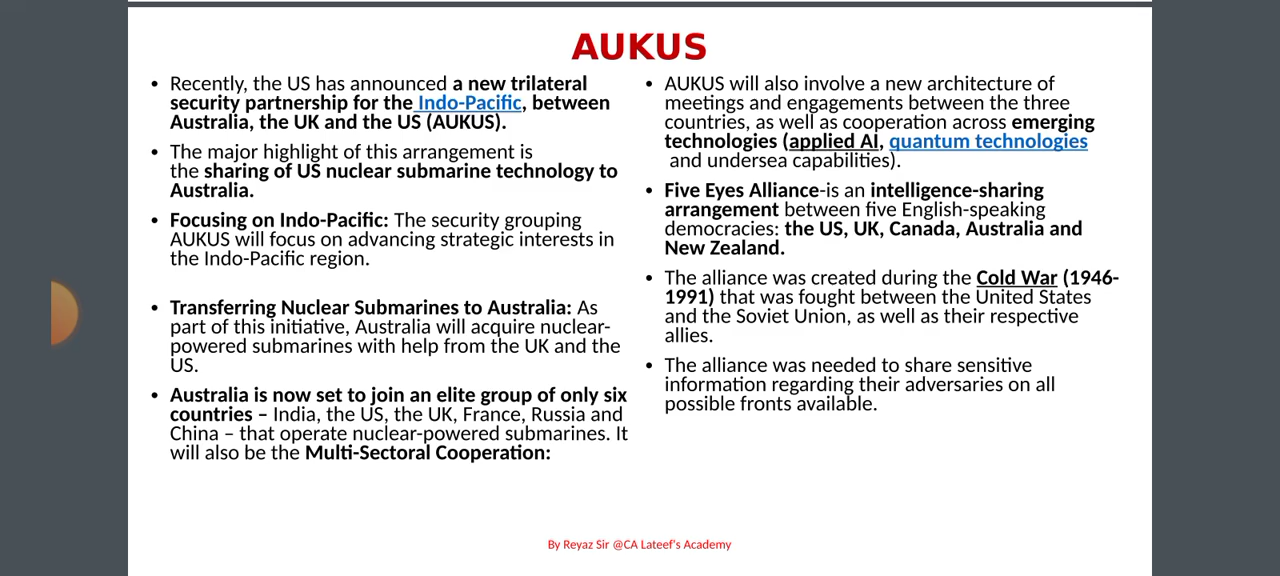 AUKUS
• Recently, the US has announced a new trilateral
security partnership for the Indo-Pacific, between
Australia, the UK and the US (AUKUS).
• The major highlight of this arrangement is
the sharing of US nuclear submarine technology to
Australia.
• Focusing on Indo-Pacific: The security grouping
AUKUS will focus on advancing strategic interests in
the Indo-Pacific region.
• Transferring Nuclear Submarines to Australia: As
part of this initiative, Australia will acquire nuclear-
powered submarines with help from the UK and the
US.
• Australia is now set to join an elite group of only six
countries – India, the US, the UK, France, Russia and
China – that operate nuclear-powered submarines. It
will also be the Multi-Sectoral Cooperation:
• AUKUS will also involve a new architecture of
meetings and engagements between the three
countries, as well as cooperation across emerging
technologies (applied AI, quantum technologies
and undersea capabilities).
• Five Eyes Alliance-is an intelligence-sharing
arrangement between five English-speaking
democracies: the US, UK, Canada, Australia and
New Zealand.
• The alliance was created during the Cold War (1946-
1991) that was fought between the United States
and the Soviet Union, as well as their respective
allies.
• The alliance was needed to share sensitive
information regarding their adversaries on all
possible fronts available.
By Reyaz Sir @CA Lateef's Academy